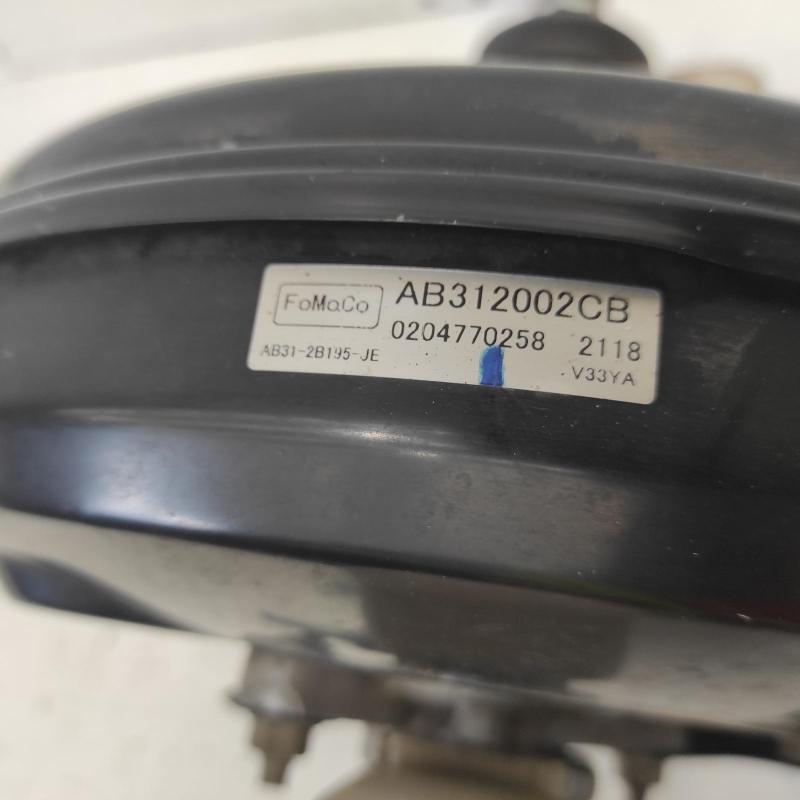 FoMoCo AB312002CB
0204770258 2118
AB31-2B195-JE V33YA